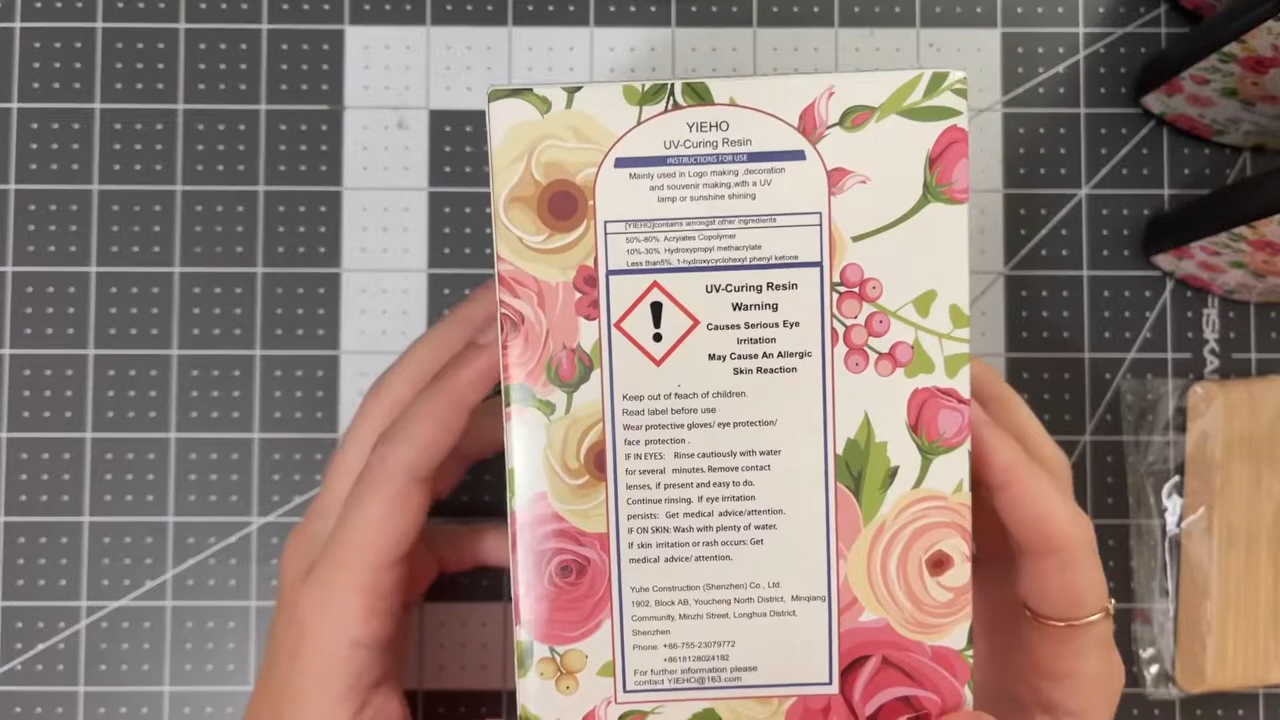 YIEHO
UV-Curing Resin
INSTRUCTIONS FOR USE
Mainly used in Logo making ,decoration
and souvenir making,with a UV
lamp or sunshine shining
[YIEHO]contains amongst other ingredients
50%-80%: Acrylates Copolymer
10%-30%: Hydroxypropyl methacrylate
Less than5%: 1-hydroxycyclohexyl phenyl ketone
UV-Curing Resin
Warning
Causes Serious Eye
Irritation
May Cause An Allergic
Skin Reaction
Keep out of reach of children.
Read label before use
Wear protective gloves/ eye protection/
face protection .
IF IN EYES: Rinse cautiously with water
for several minutes. Remove contact
lenses, if present and easy to do.
Continue rinsing. If eye irritation
persists: Get medical advice/attention.
IF ON SKIN: Wash with plenty of water.
If skin irritation or rash occurs: Get
medical advice/ attention.
Yuhe Construction (Shenzhen) Co., Ltd.
1902, Block AB, Youcheng North District, Minqiang
Community, Minzhi Street, Longhua District,
Shenzhen
Phone: +86-755-23079772
+8618128024182
For further information please
contact YIEHO@163.com
FISKA